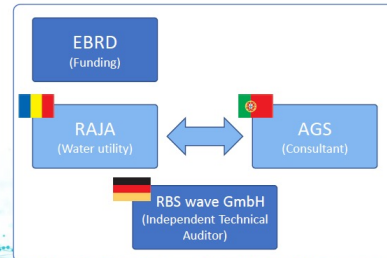 EBRD
(Funding)
RAJA
(Water utility)
AGS
(Consultant)
RBS wave GmbH
(Independent Technical
Auditor)